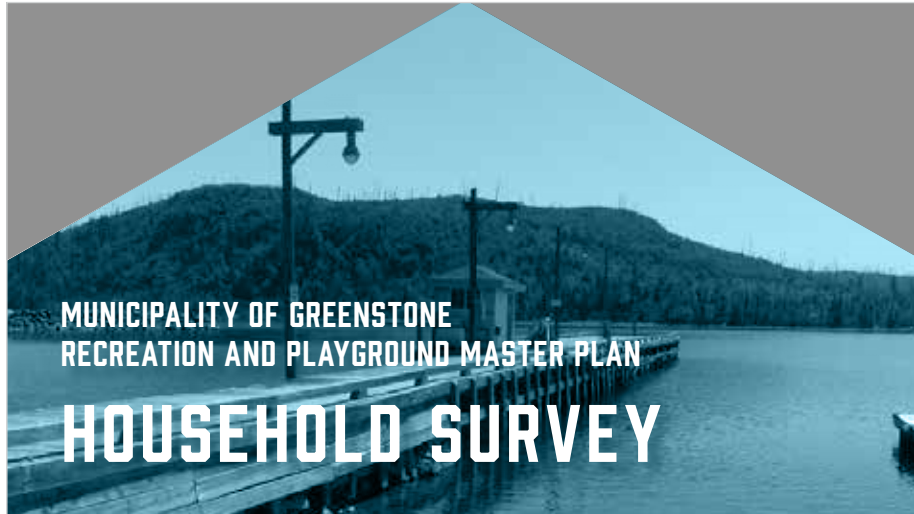 MUNICIPALITY OF GREENSTONE
RECREATION AND PLAYGROUND MASTER PLAN
HOUSEHOLD SURVEY